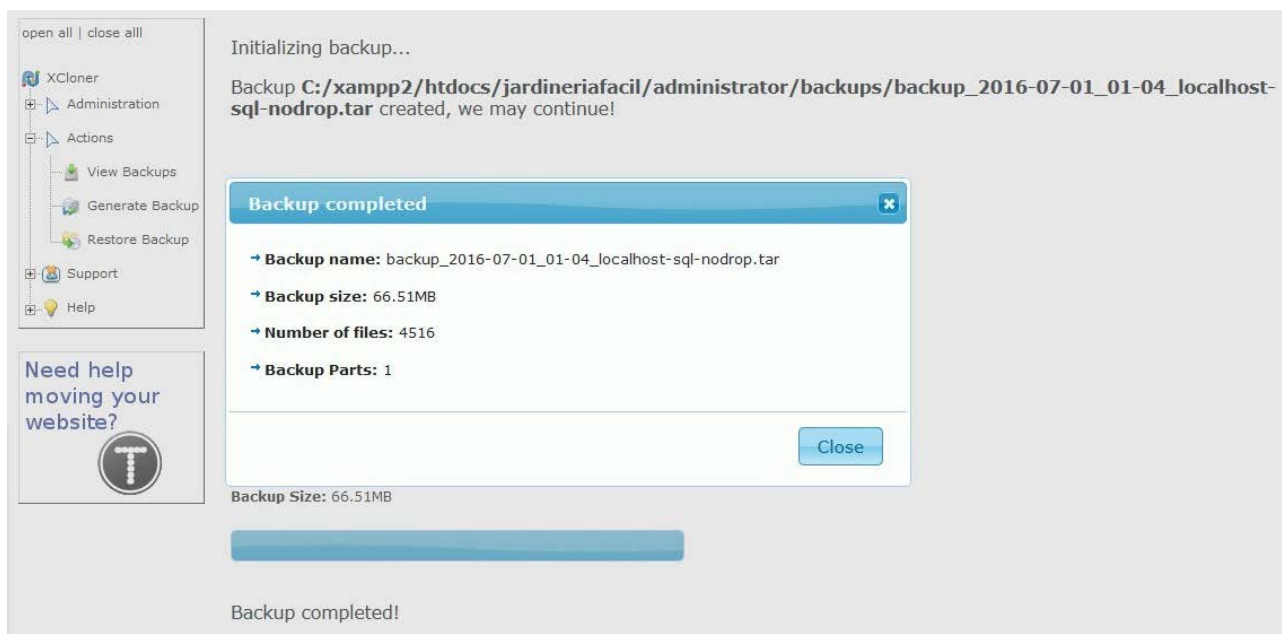 open all | close alll
XCloner
Administration
Actions
View Backups
Generate Backup
Restore Backup
Support
Help
Need help
moving your
website?
T
Initializing backup...
Backup C:/xampp2/htdocs/jardineriafacil/administrator/backups/backup_2016-07-01_01-04_localhost-
sql-nodrop.tar created, we may continue!
Backup completed
Backup name: backup_2016-07-01_01-04_localhost-sql-nodrop.tar
Backup size: 66.51MB
Number of files: 4516
Backup Parts: 1
Close
Backup Size: 66.51MB
Backup completed!